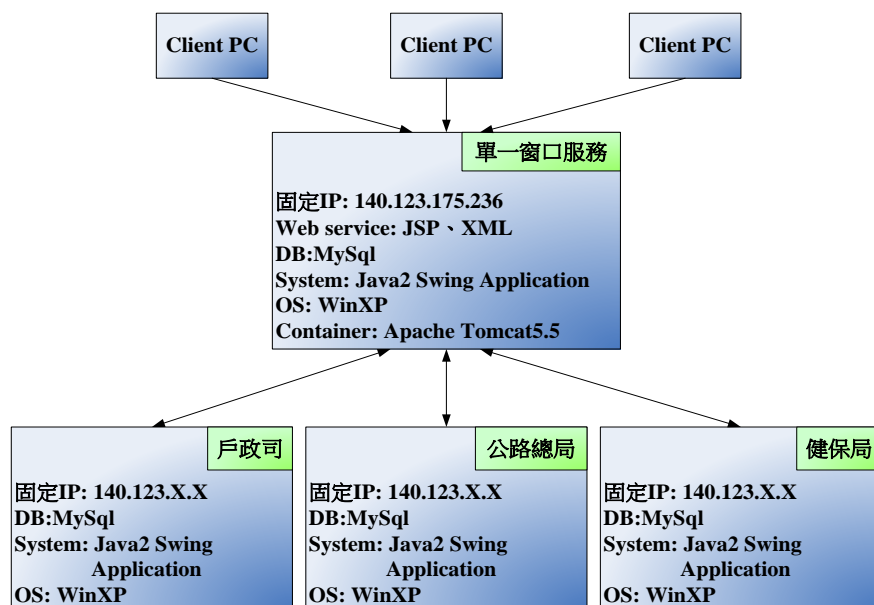 Client PC
Client PC
Client PC
單一窗口服務
固定IP: 140.123.175.236
Web service: JSP、XML
DB:MySql
System: Java2 Swing Application
OS: WinXP
Container: Apache Tomcat5.5
戶政司
固定IP: 140.123.X.X
DB:MySql
System: Java2 Swing
Application
OS: WinXP
公路總局
固定IP: 140.123.X.X
DB:MySql
System: Java2 Swing
Application
OS: WinXP
健保局
固定IP: 140.123.X.X
DB:MySql
System: Java2 Swing
Application
OS: WinXP